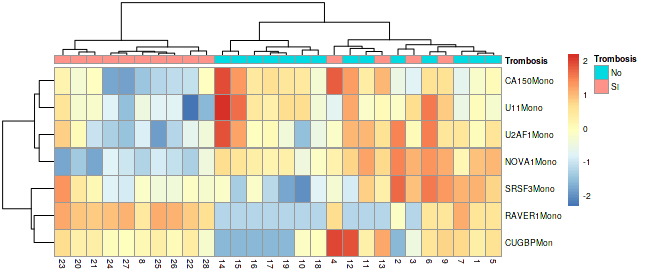 Trombosis
CA150Mono
U11Mono
U2AF1Mono
NOVA1Mono
SRSF3Mono
RAVER1Mono
CUGBPMon
23 20 21 24 27 8 25 26 22 28 14 15 16 17 19 10 18 4 12 11 13 2 3 6 9 7 1 5
2
1
0
-1
-2
Trombosis
No
SI